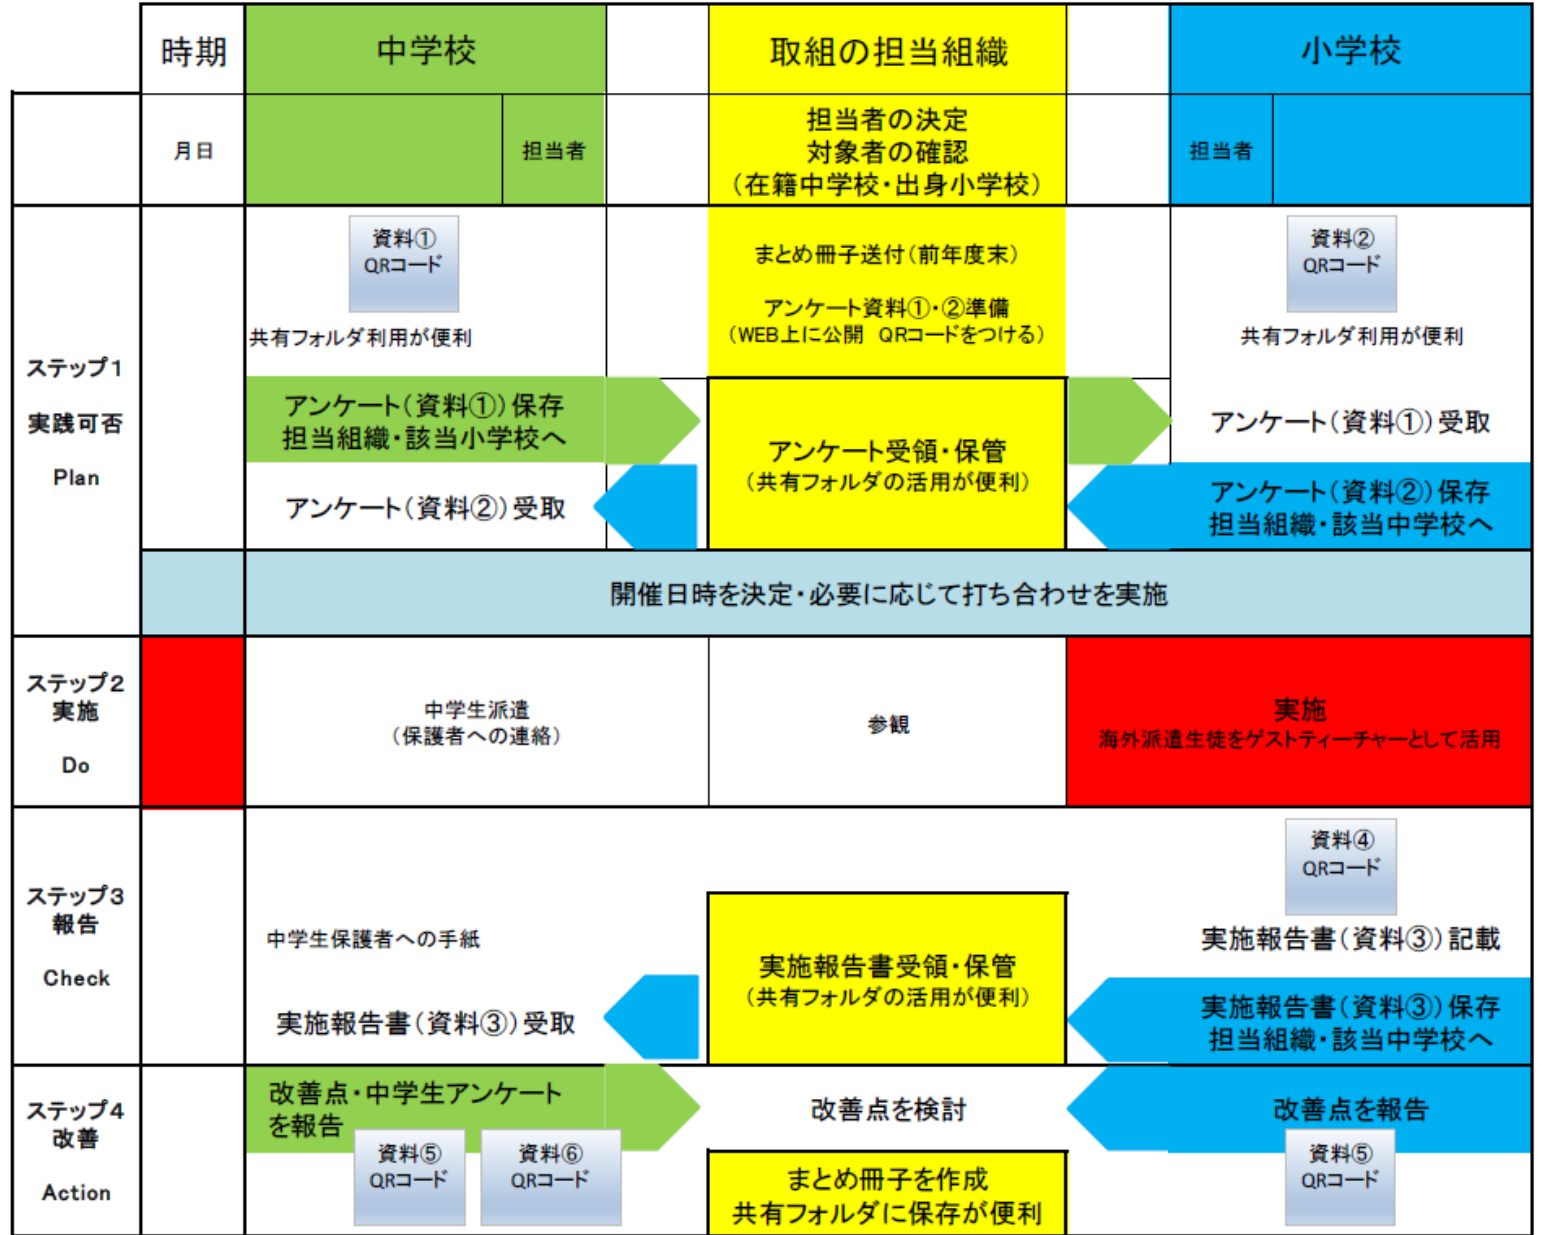 時期
中学校
取組の担当組織
小学校
月日
担当者
担当者の決定
対象者の確認
（在籍中学校・出身小学校）
担当者
ステップ1
実践可否
Plan
資料①
QRコード
共有フォルダ利用が便利
まとめ冊子送付（前年度末）
アンケート資料①・②準備
（WEB上に公開　QRコードをつける）
資料②
QRコード
共有フォルダ利用が便利
アンケート（資料①）保存
担当組織・該当小学校へ
アンケート受領・保管
（共有フォルダの活用が便利）
アンケート（資料①）受取
アンケート（資料②）受取
アンケート（資料②）保存
担当組織・該当中学校へ
開催日時を決定・必要に応じて打ち合わせを実施
ステップ2
実施
Do
中学生派遣
（保護者への連絡）
参観
実施
海外派遣生徒をゲストティーチャーとして活用
ステップ3
報告
Check
中学生保護者への手紙
実施報告書（資料③）受取
実施報告書受領・保管
（共有フォルダの活用が便利）
資料④
QRコード
実施報告書（資料③）記載
実施報告書（資料③）保存
担当組織・該当中学校へ
ステップ4
改善
Action
改善点・中学生アンケート
を報告
資料⑤
QRコード
資料⑥
QRコード
改善点を検討
まとめ冊子を作成
共有フォルダに保存が便利
改善点を報告
資料⑤
QRコード